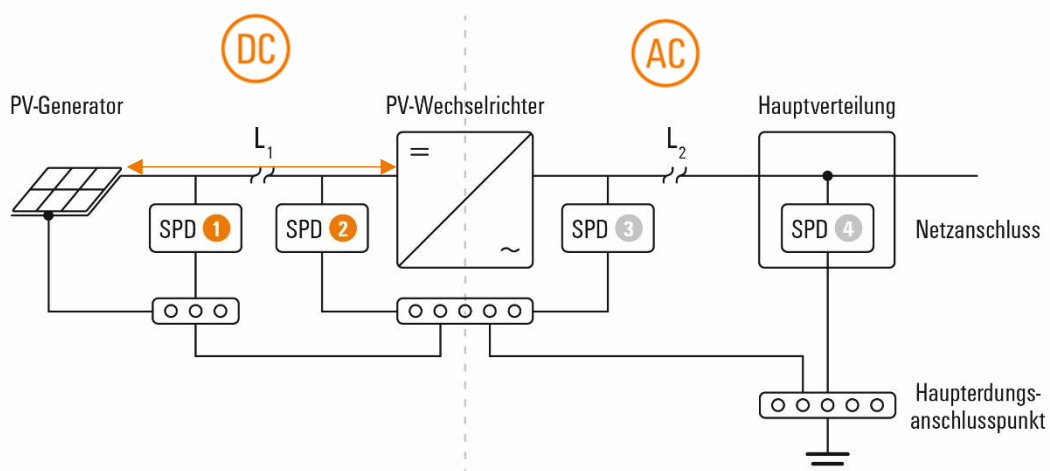 DC
AC
PV-Generator
PV-Wechselrichter
Hauptverteilung
L1
L2
=
~
SPD 1
SPD 2
SPD 3
SPD 4
Netzanschluss
Haupterdungs-
anschlusspunkt